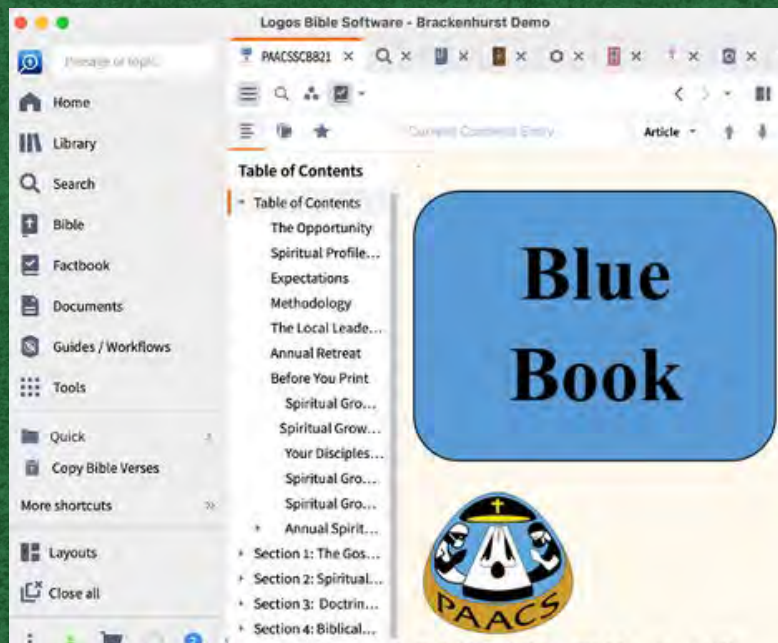 Logos Bible Software - Brackenhurst Demo
PAACSSCBB21
Home
Library
Search
Bible
Factbook
Documents
Guides / Workflows
Tools
Quick
Copy Bible Verses
More shortcuts
Layouts
Close all
Article
Table of Contents
Table of Contents
The Opportunity
Spiritual Profile...
Expectations
Methodology
The Local Leade...
Annual Retreat
Before You Print
Spiritual Gro...
Spiritual Grow...
Your Disciples...
Spiritual Gro...
Spiritual Gro...
Annual Spirit...
Section 1: The Gos...
Section 2: Spiritual...
Section 3: Doctrin...
Section 4: Biblical...
Blue
Book
PAACS